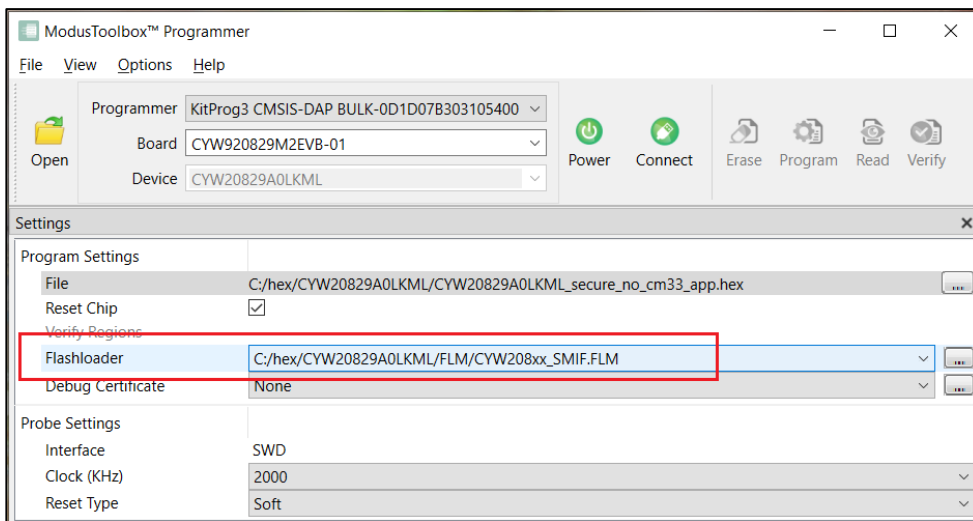 ModusToolbox™ Programmer
File View Options Help
Programmer KitProg3 CMSIS-DAP BULK-0D1D07B303105400
Board CYW920829M2EVB-01
Device CYW20829A0LKML
Open Power Connect Erase Program Read Verify
Settings
Program Settings
File C:/hex/CYW20829A0LKML/CYW20829A0LKML_secure_no_cm33_app.hex ...
Reset Chip
Verify Regions
Flashloader C:/hex/CYW20829A0LKML/FLM/CYW208xx_SMIF.FLM ...
Debug Certificate None ...
Probe Settings
Interface SWD
Clock (KHz) 2000
Reset Type Soft